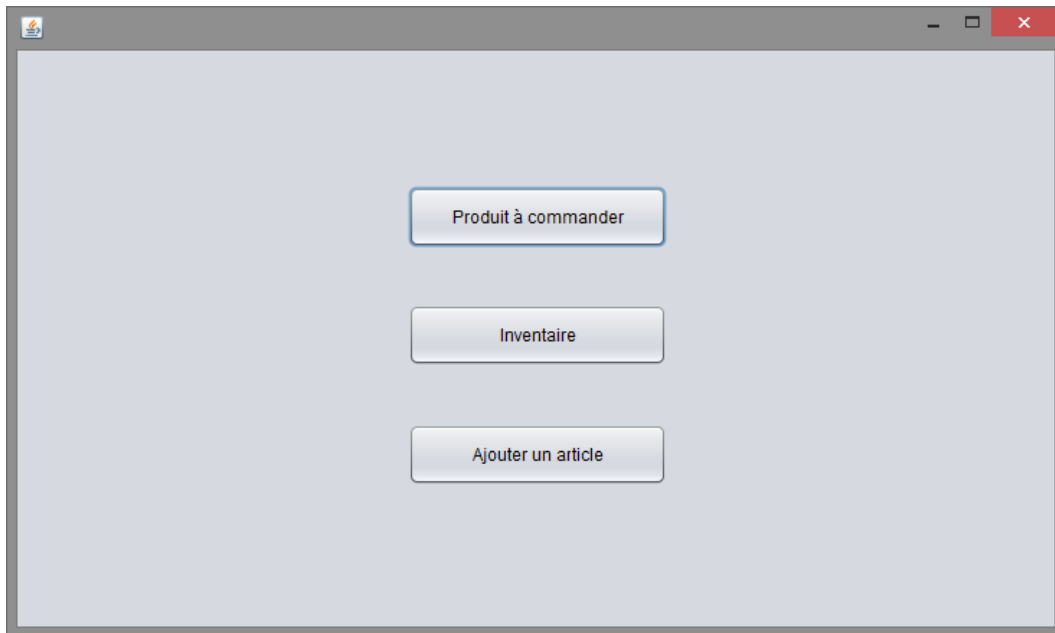 Produit à commander
Inventaire
Ajouter un article